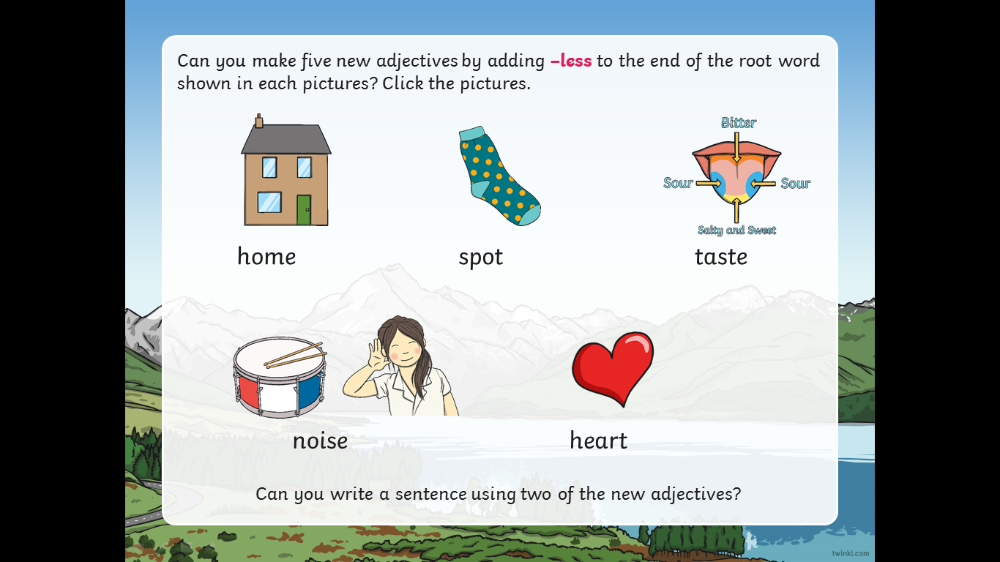 Can you make five new adjectives by adding –less to the end of the root word
shown in each pictures? Click the pictures.
Bitter
Sour
Sour
Salty and Sweet
home
spot
taste
noise
heart
Can you write a sentence using two of the new adjectives?
twinkl.com